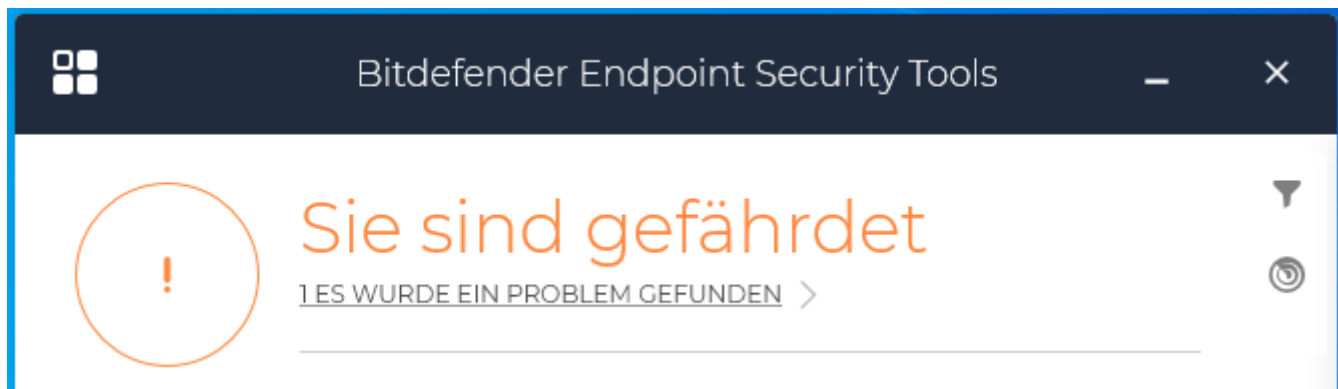 Bitdefender Endpoint Security Tools
Sie sind gefährdet
1 ES WURDE EIN PROBLEM GEFUNDEN